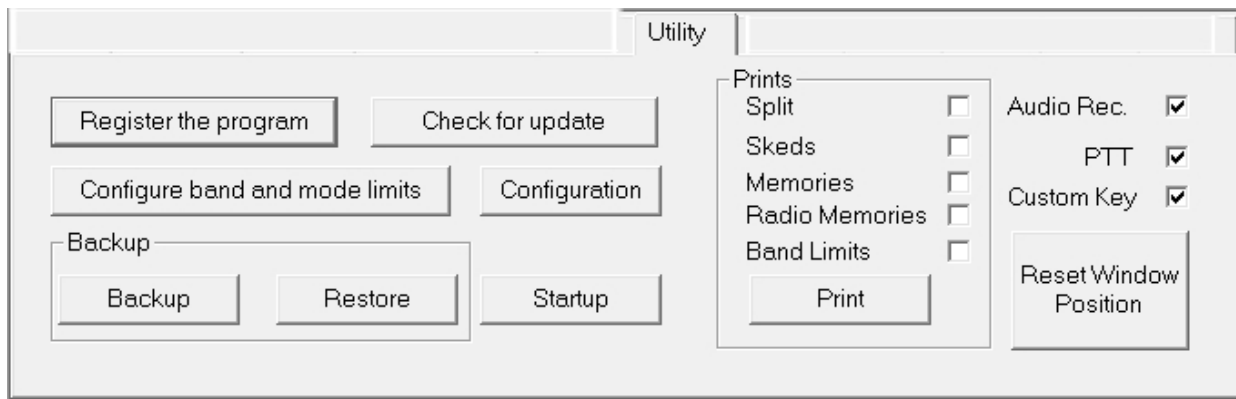 Utility
Register the program
Check for update
Configure band and mode limits
Configuration
Backup
Backup
Restore
Startup
Prints
Split
Skeds
Memories
Radio Memories
Band Limits
Print
Audio Rec.
PTT
Custom Key
Reset Window
Position